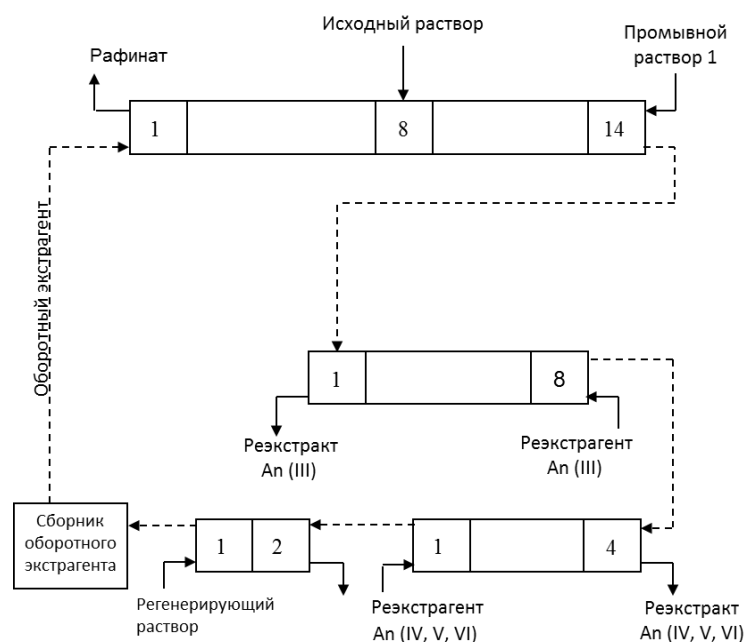 Исходный раствор
Рафинат
Промывной
раствор 1
1
8
14
Оборотный экстрагент
1
8
Реэкстракт
An (III)
Реэкстрагент
An (III)
Сборник
оборотного
экстрагента
1
2
1
4
Регенерирующий
раствор
Реэкстрагент
An (IV, V, VI)
Реэкстракт
An (IV, V, VI)